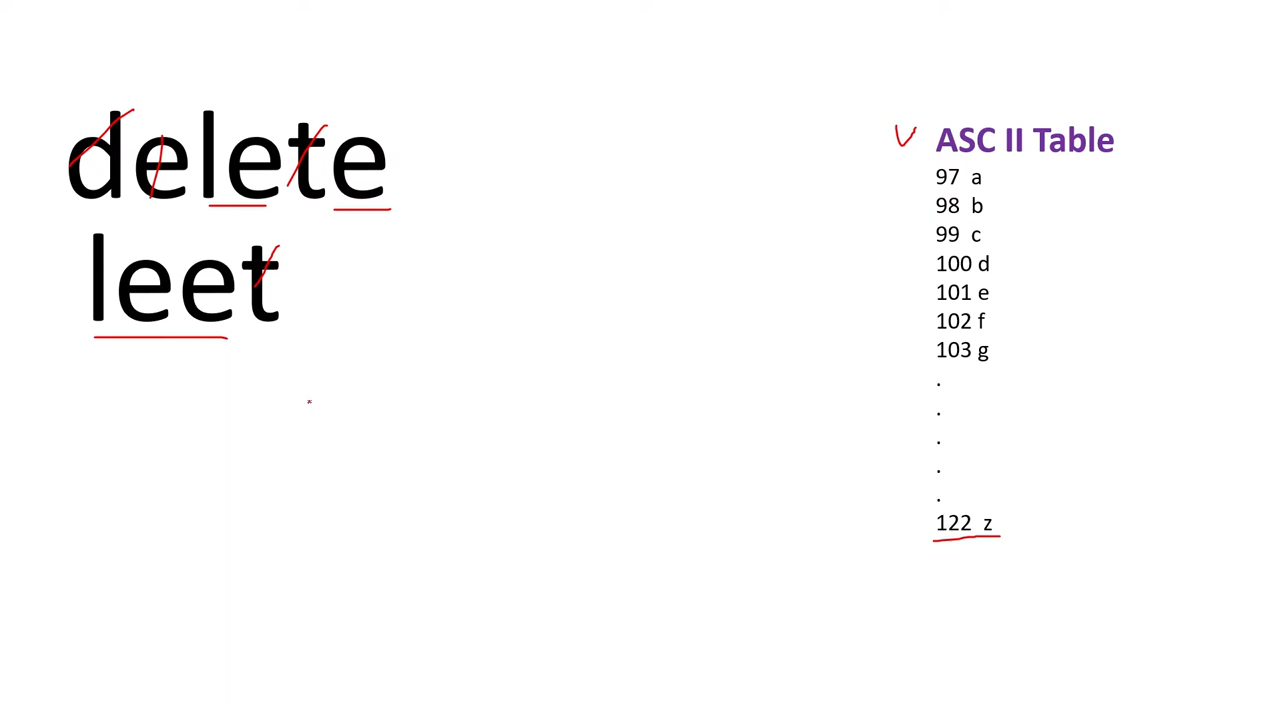 delete
leet
ASC II Table
97 a
98 b
99 c
100 d
101 e
102 f
103 g
.
.
.
.
.
122 z